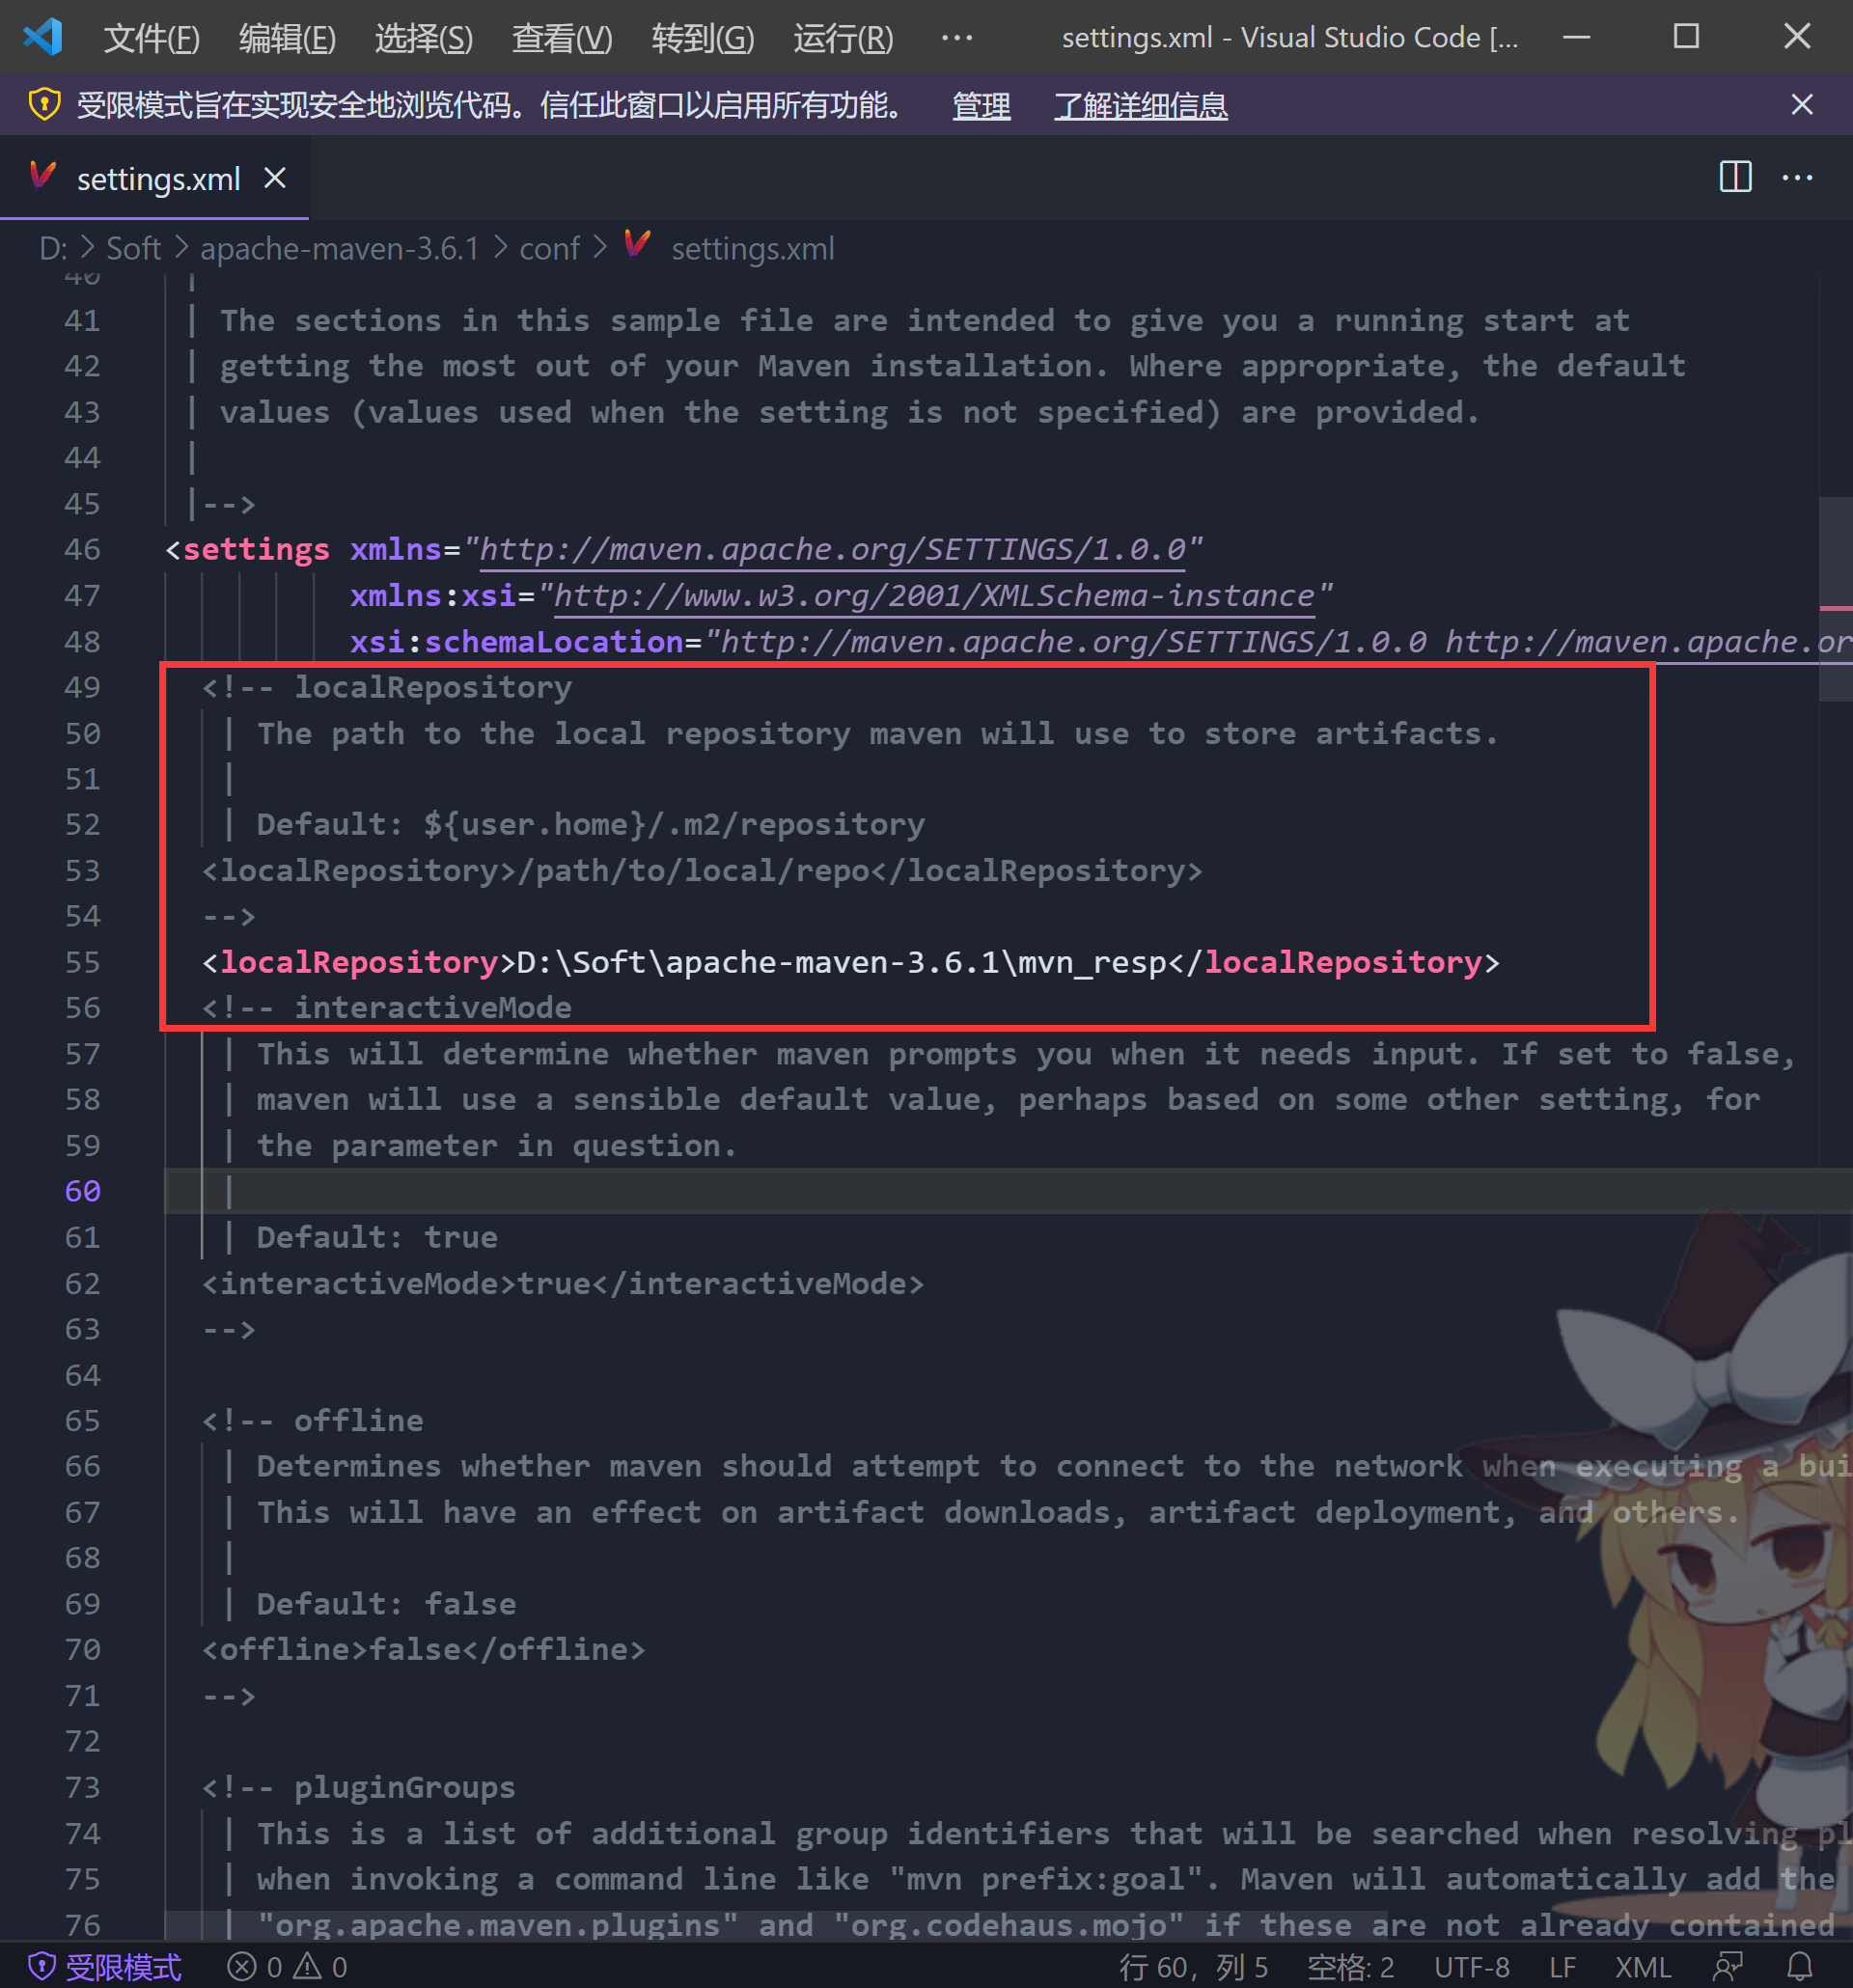 文件(F) 编辑(E) 选择(S) 查看(V) 转到(G) 运行(R) ··· settings.xml - Visual Studio Code [...
受限模式旨在实现安全地浏览代码。信任此窗口以启用所有功能。 管理 了解详细信息
settings.xml
D: > Soft > apache-maven-3.6.1 > conf > settings.xml
40 |
41 | The sections in this sample file are intended to give you a running start at
42 | getting the most out of your Maven installation. Where appropriate, the default
43 | values (values used when the setting is not specified) are provided.
44 |
45 |-->
46 <settings xmlns="http://maven.apache.org/SETTINGS/1.0.0"
47 xmlns:xsi="http://www.w3.org/2001/XMLSchema-instance"
48 xsi:schemaLocation="http://maven.apache.org/SETTINGS/1.0.0 http://maven.apache.or
49 <!-- localRepository
50 | The path to the local repository maven will use to store artifacts.
51 |
52 | Default: ${user.home}/.m2/repository
53 <localRepository>/path/to/local/repo</localRepository>
54 -->
55 <localRepository>D:\Soft\apache-maven-3.6.1\mvn_resp</localRepository>
56 <!-- interactiveMode
57 | This will determine whether maven prompts you when it needs input. If set to false,
58 | maven will use a sensible default value, perhaps based on some other setting, for
59 | the parameter in question.
60 |
61 | Default: true
62 <interactiveMode>true</interactiveMode>
63 -->
64
65 <!-- offline
66 | Determines whether maven should attempt to connect to the network when executing a bui
67 | This will have an effect on artifact downloads, artifact deployment, and others.
68 |
69 | Default: false
70 <offline>false</offline>
71 -->
72
73 <!-- pluginGroups
74 | This is a list of additional group identifiers that will be searched when resolving pl
75 | when invoking a command line like "mvn prefix:goal". Maven will automatically add the
76 | "org.apache.maven.plugins" and "org.codehaus.mojo" if these are not already contained
受限模式 0 0 行 60，列 5 空格: 2 UTF-8 LF XML